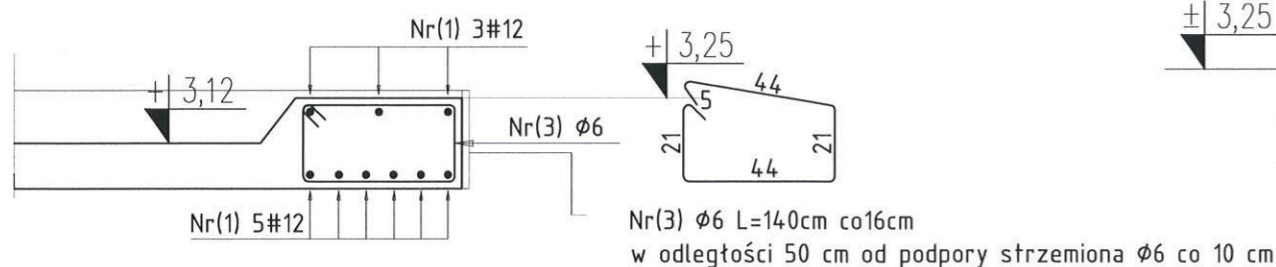 Nr(1) 3#12
+ 3,12
Nr(3) ϕ6
Nr(1) 5#12
+ 3,25
44
5
21
21
44
± 3,25
Nr(3) ϕ6 L=140cm co16cm
w odległości 50 cm od podpory strzemiona ϕ6 co 10 cm